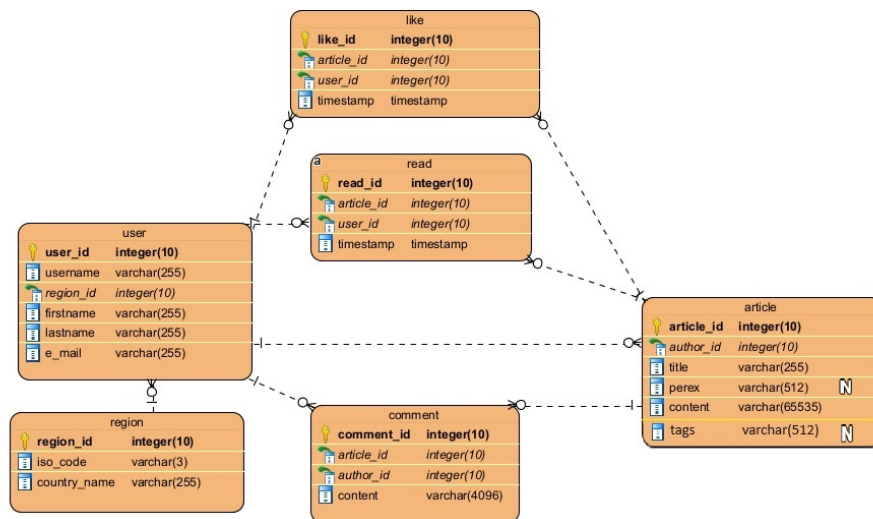 like
like_id integer(10)
article_id integer(10)
user_id integer(10)
timestamp timestamp
a
read
read_id integer(10)
article_id integer(10)
user_id integer(10)
timestamp timestamp
user
user_id integer(10)
username varchar(255)
region_id integer(10)
firstname varchar(255)
lastname varchar(255)
e_mail varchar(255)
article
article_id integer(10)
author_id integer(10)
title varchar(255)
perex varchar(512) N
content varchar(65535)
tags varchar(512) N
region
region_id integer(10)
iso_code varchar(3)
country_name varchar(255)
comment
comment_id integer(10)
article_id integer(10)
author_id integer(10)
content varchar(4096)